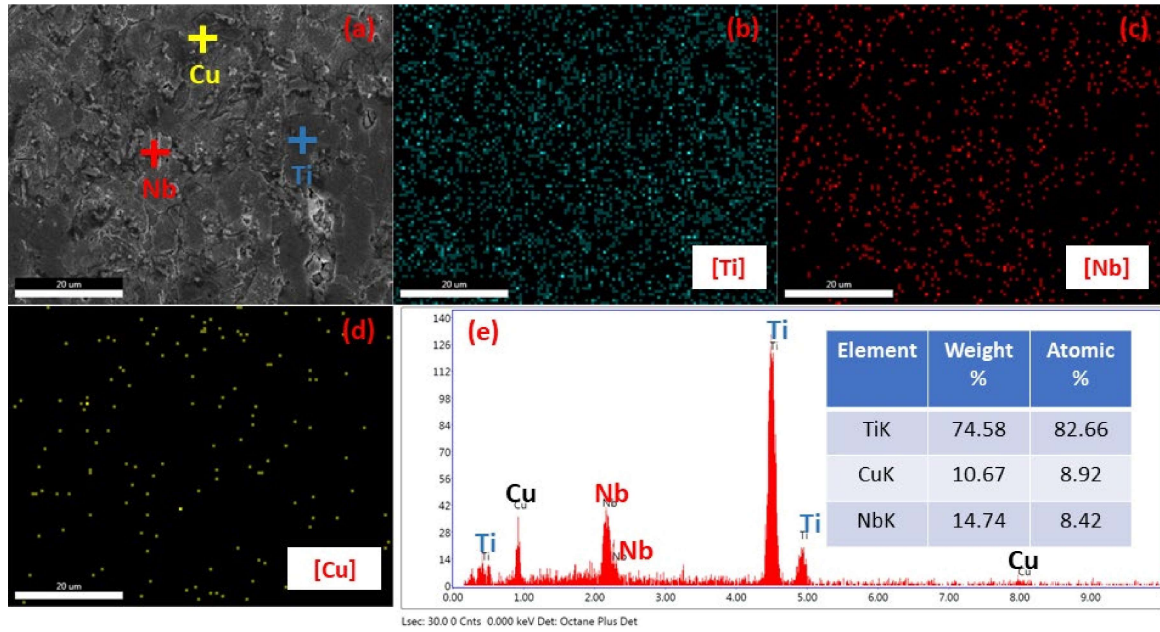 (a)
Cu
Nb
Ti
20 um
(b)
[Ti]
20 um
(c)
[Nb]
20 um
(d)
[Cu]
20 um
(e)
140
126
112
98
84
70
56
42
28
14
0
0.00 1.00 2.00 3.00 4.00 5.00 6.00 7.00 8.00 9.00
Ti
Ti
Cu
Cu
Nb
Nb
Nb
Nb
Ti
Ti
Ti
Ti
Cu
Cu
Element Weight % Atomic %
TiK 74.58 82.66
CuK 10.67 8.92
NbK 14.74 8.42
Lsec: 30.0 0 Cnts 0.000 keV Det: Octane Plus Det